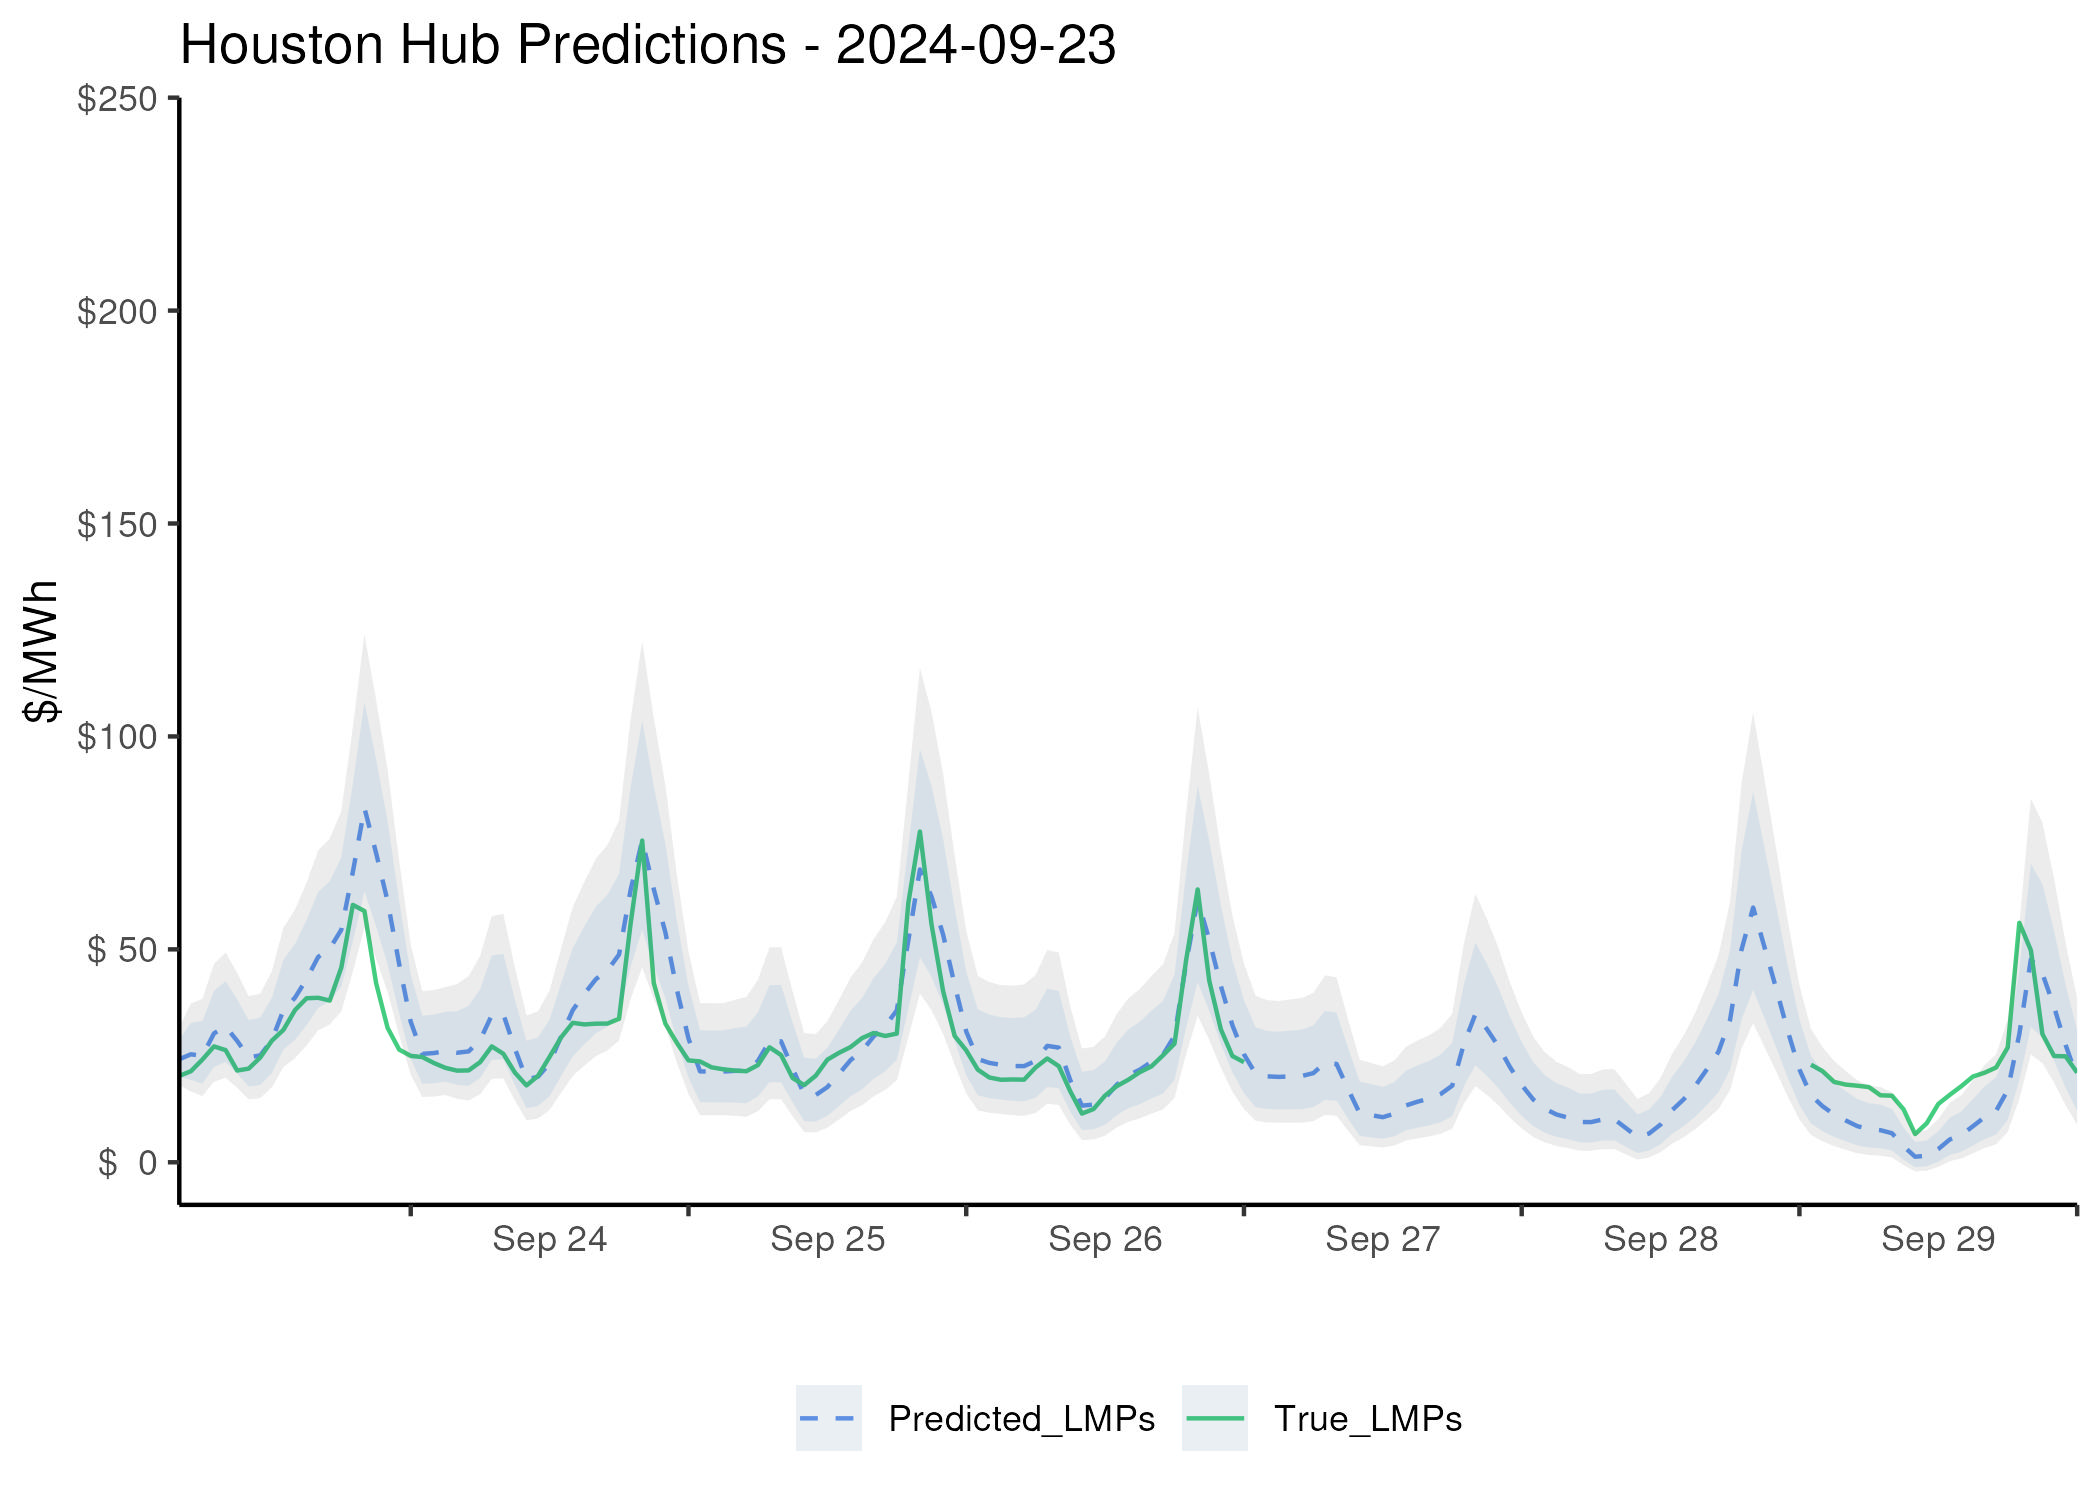 Houston Hub Predictions - 2024-09-23
$250
$200
$150
$100
$ 50
$  0
$/MWh
Sep 24 Sep 25 Sep 26 Sep 27 Sep 28 Sep 29
Predicted_LMPs True_LMPs